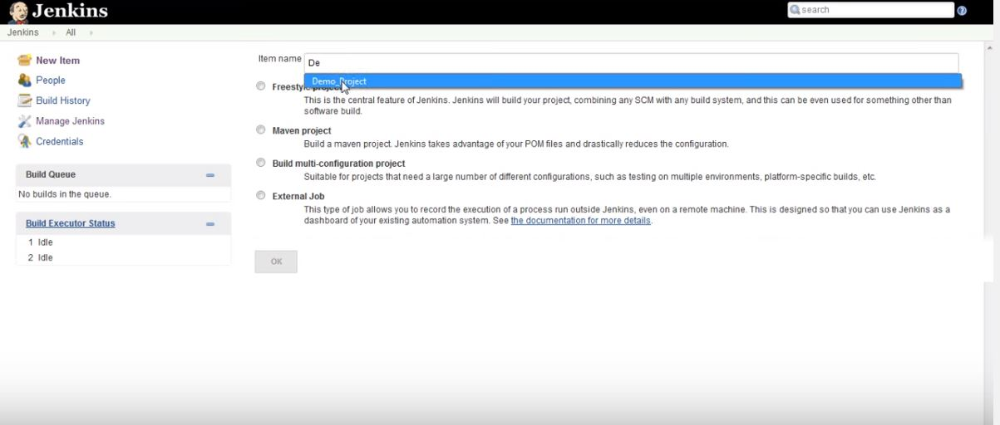 Jenkins
search
Jenkins
All
New Item
People
Build History
Manage Jenkins
Credentials
Build Queue
No builds in the queue.
Build Executor Status
1 Idle
2 Idle
Item name
De
Demo_Project
Freestyle project
This is the central feature of Jenkins. Jenkins will build your project, combining any SCM with any build system, and this can be even used for something other than
software build.
Maven project
Build a maven project. Jenkins takes advantage of your POM files and drastically reduces the configuration.
Build multi-configuration project
Suitable for projects that need a large number of different configurations, such as testing on multiple environments, platform-specific builds, etc.
External Job
This type of job allows you to record the execution of a process run outside Jenkins, even on a remote machine. This is designed so that you can use Jenkins as a
dashboard of your existing automation system. See the documentation for more details.
OK